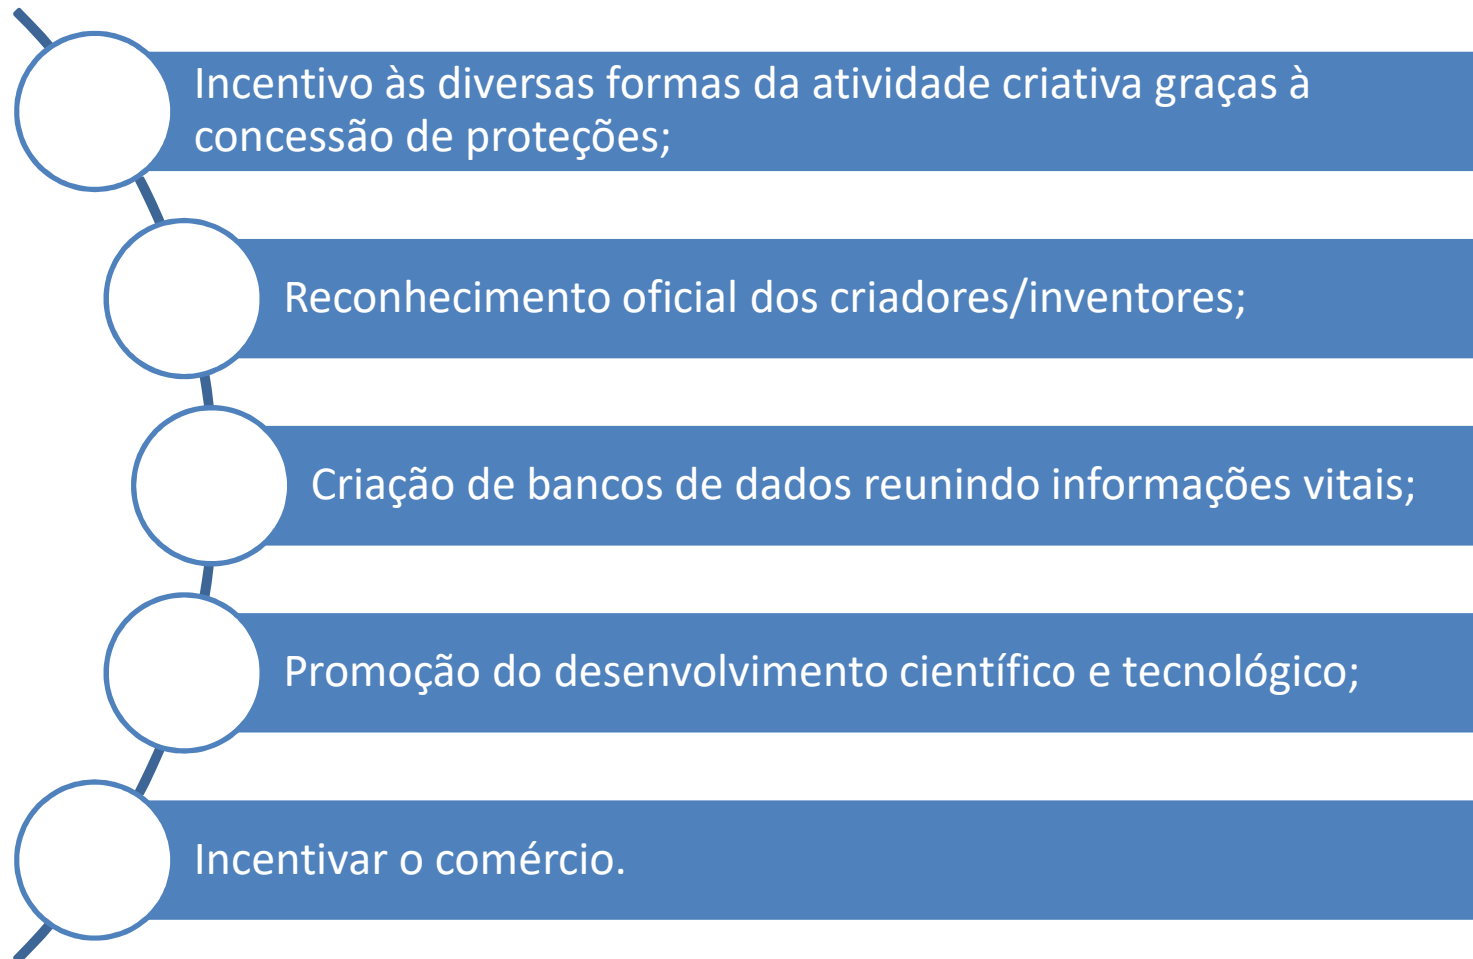 Incentivo às diversas formas da atividade criativa graças à
concessão de proteções;
Reconhecimento oficial dos criadores/inventores;
Criação de bancos de dados reunindo informações vitais;
Promoção do desenvolvimento científico e tecnológico;
Incentivar o comércio.